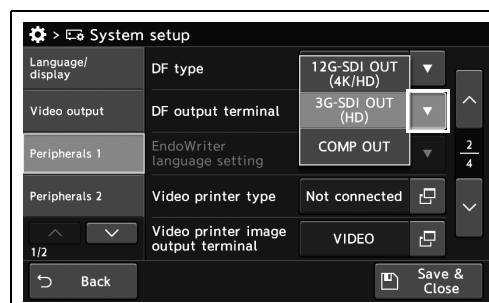 > System setup
Language/
display
Video output
Peripherals 1
Peripherals 2
1/2
DF type
DF output terminal
EndoWriter
language setting
Video printer type
Video printer image
output terminal
12G-SDI OUT
(4K/HD)
3G-SDI OUT
(HD)
COMP OUT
Not connected
VIDEO
2
4
Back
Save &
Close